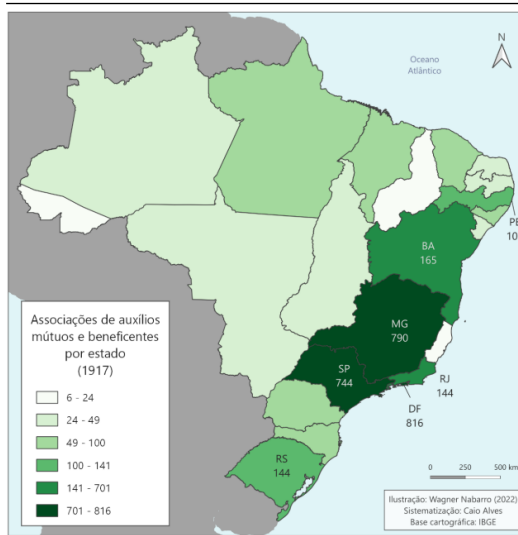 N
Oceano
Atlântico
PE
10
BA
165
MG
790
SP
744
RJ
DF
816
RS
144
Associações de auxílios
mútuos e beneficentes
por estado
(1917)
6 - 24
24 - 49
49 - 100
100 - 141
141 - 701
701 - 816
0 250 500 km
Ilustração: Wagner Nabarro (2022)
Sistematização: Caio Alves
Base cartográfica: IBGE